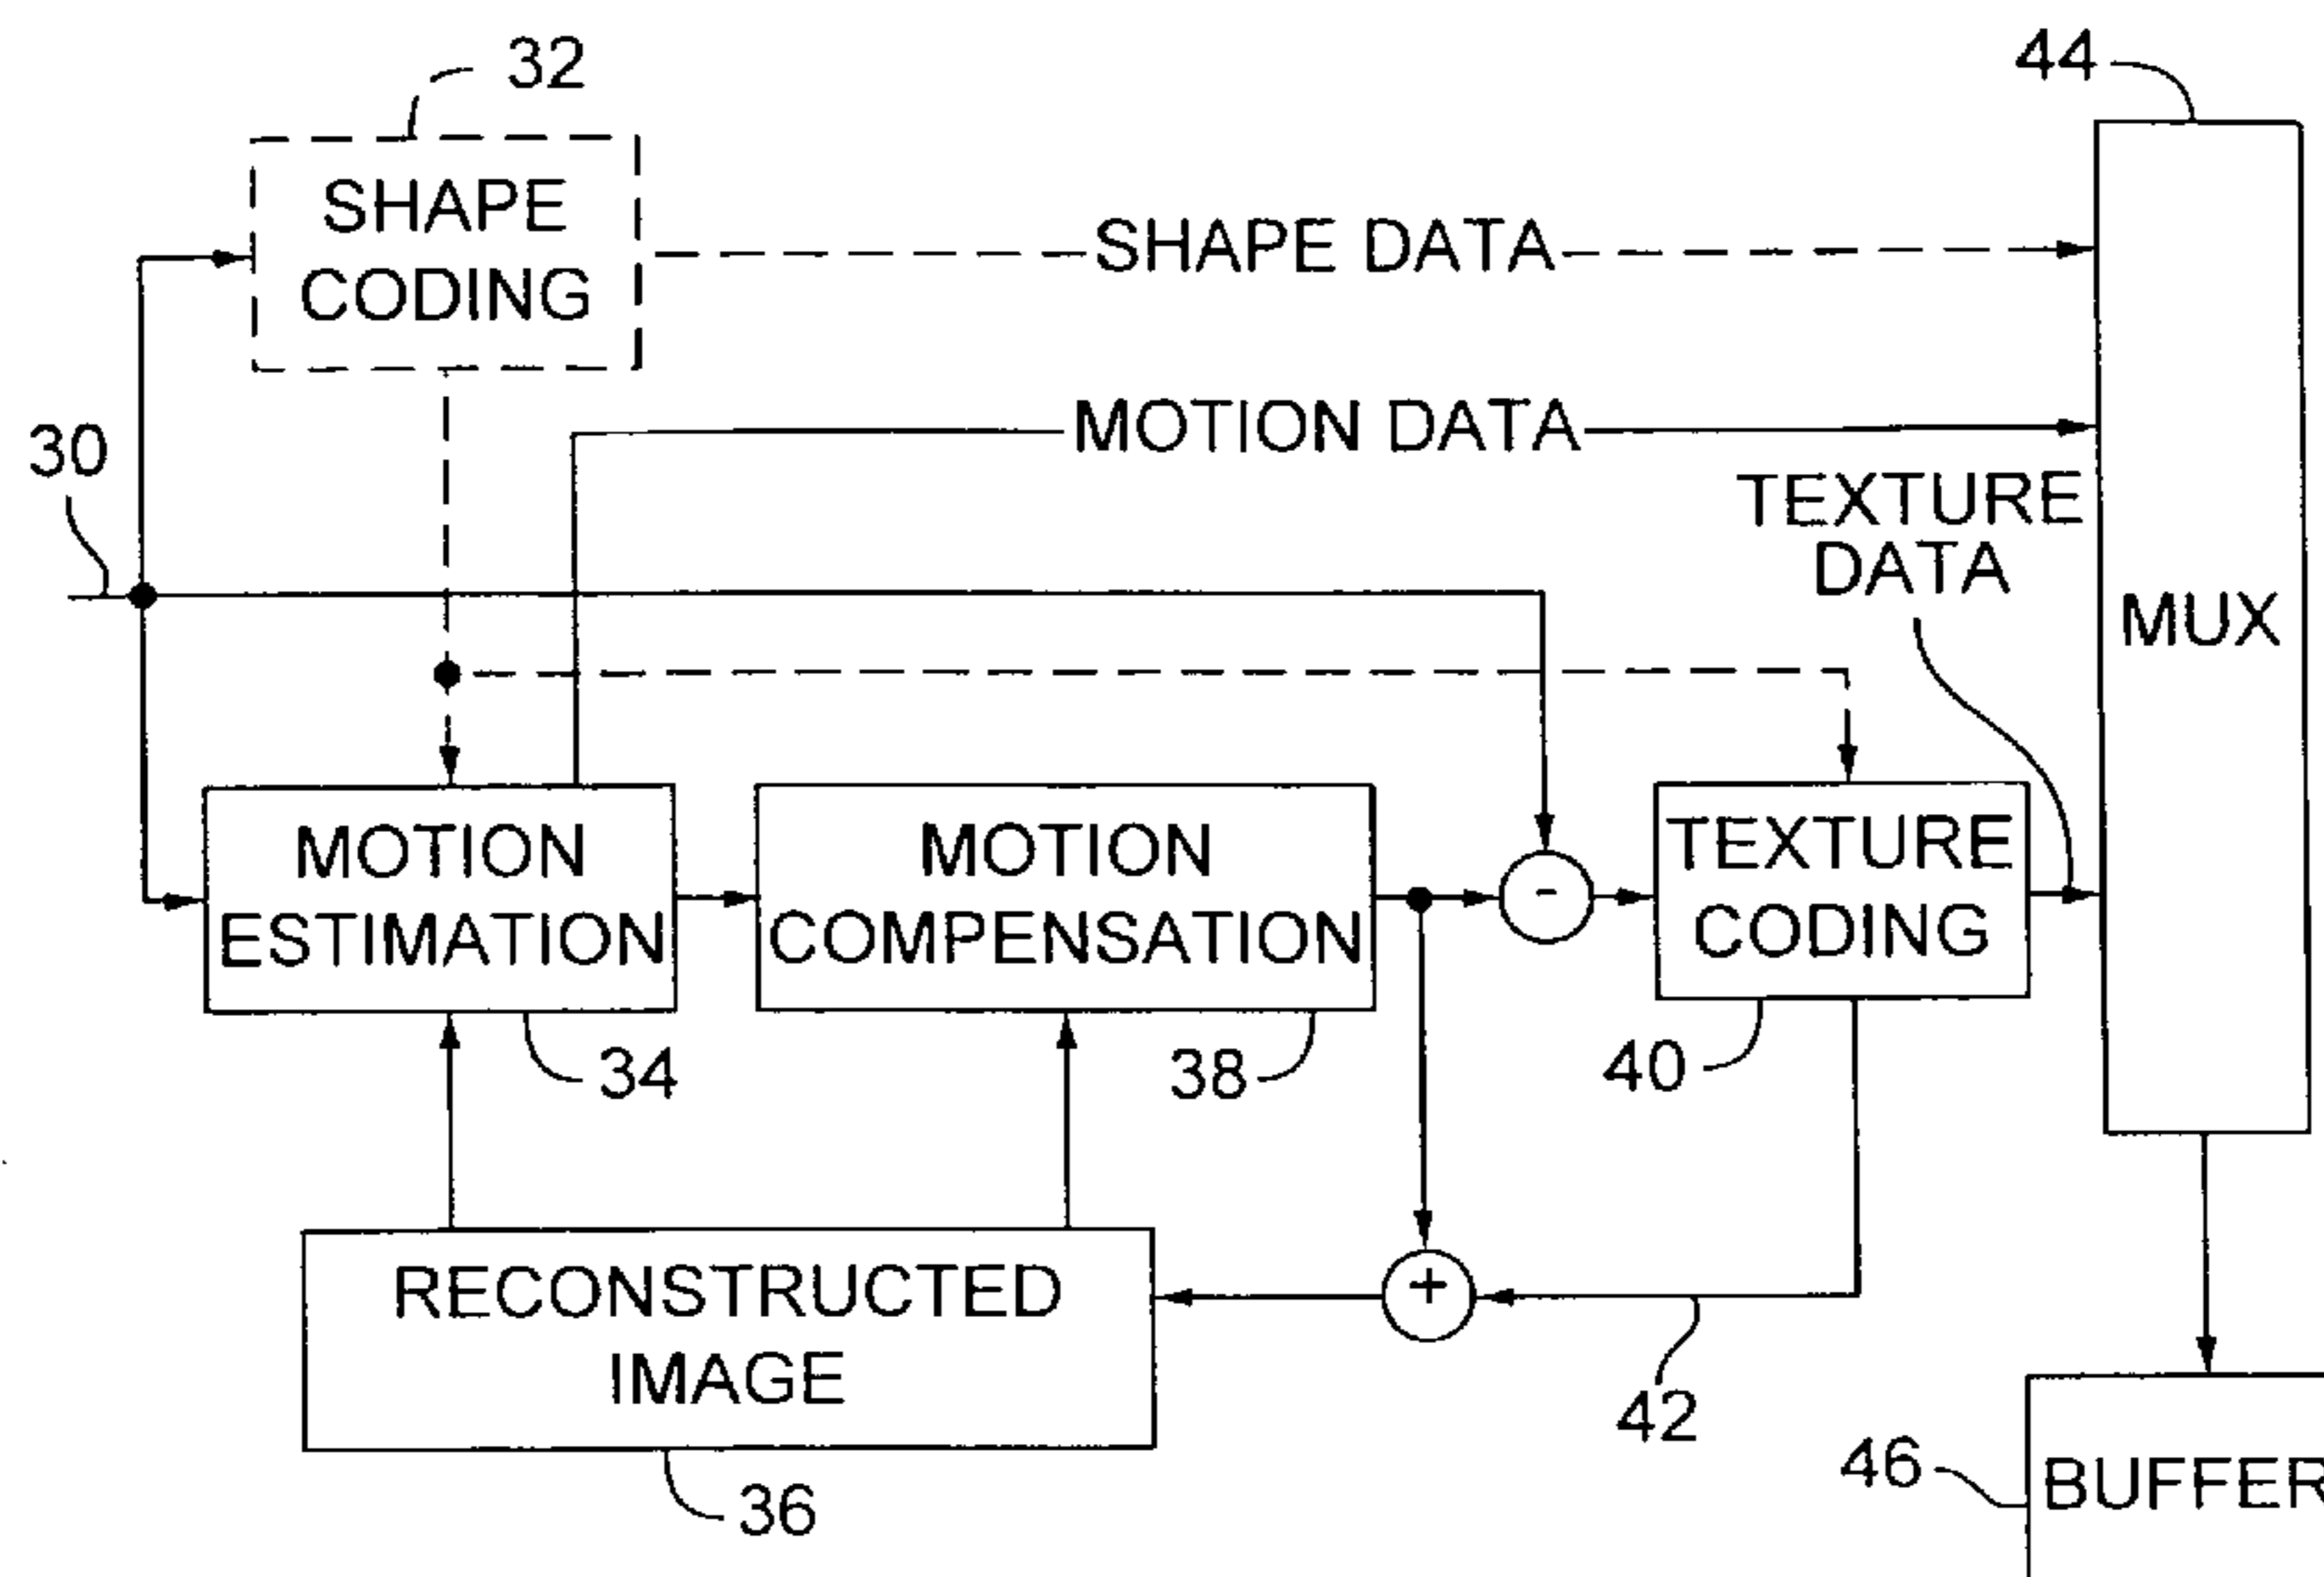 32
44
SHAPE
CODING
SHAPE DATA
MOTION DATA
30
TEXTURE
DATA
MUX
MOTION
ESTIMATION
MOTION
COMPENSATION
-
TEXTURE
CODING
34
38
40
RECONSTRUCTED
IMAGE
+
42
36
46
BUFFER